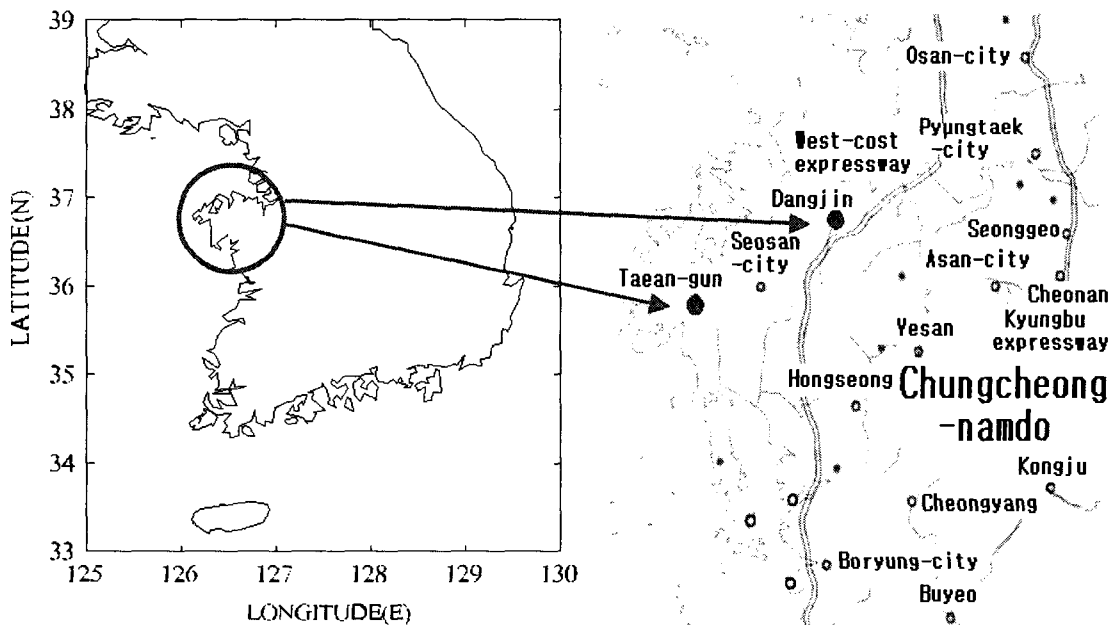 39
38
37
36
35
34
33
LATITUDE(N)
125
126
127
128
129
130
LONGITUDE(E)
Osan-city
Pyungtaek
-city
West-cost
expressway
Dangjin
Seonggeo
Seosan
-city
Asan-city
Taean-gun
Cheonan
Kyungbu
expressway
Yesan
Hongseong
Chungcheong
-namdo
Kongju
Cheongyang
Boryung-city
Buyeo